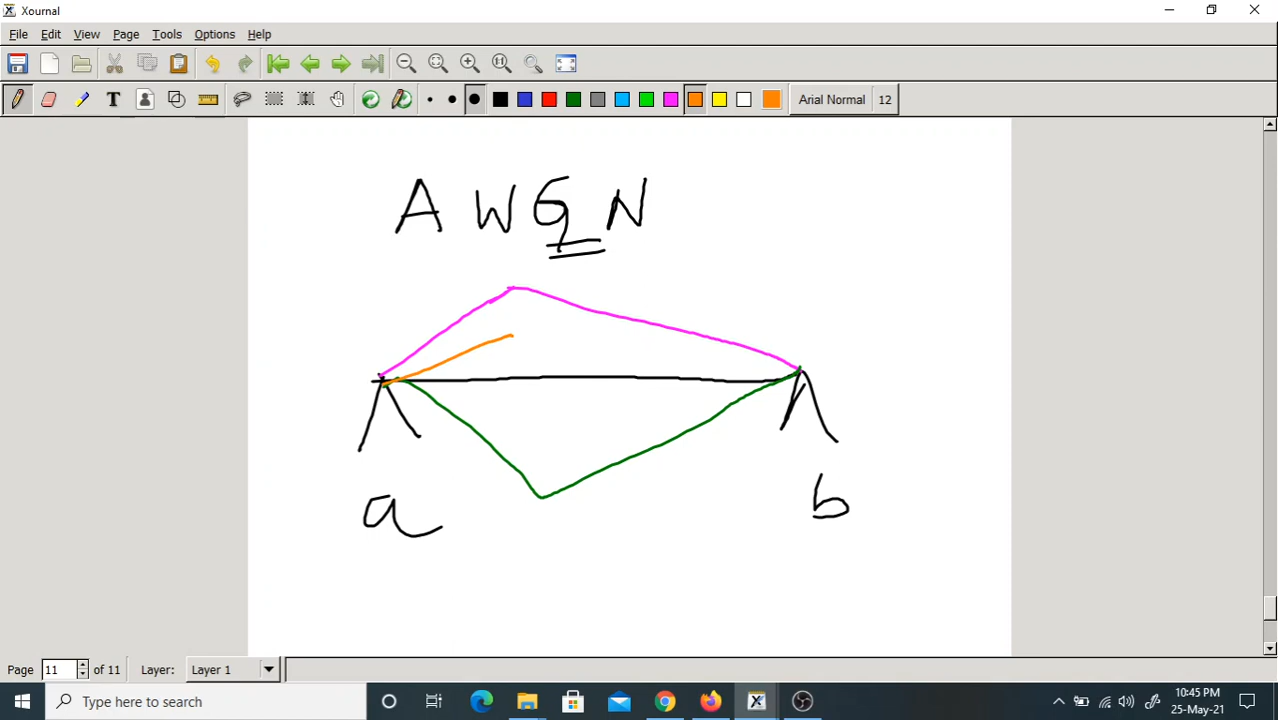 Xournal
File Edit View Page Tools Options Help
Arial Normal 12
A W G N
a
b
Page 11 of 11 Layer: Layer 1
Type here to search
10:45 PM
25-May-21